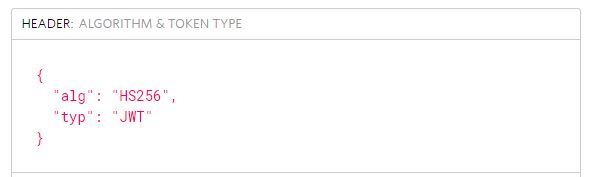 HEADER: ALGORITHM & TOKEN TYPE
{
  "alg": "HS256",
  "typ": "JWT"
}